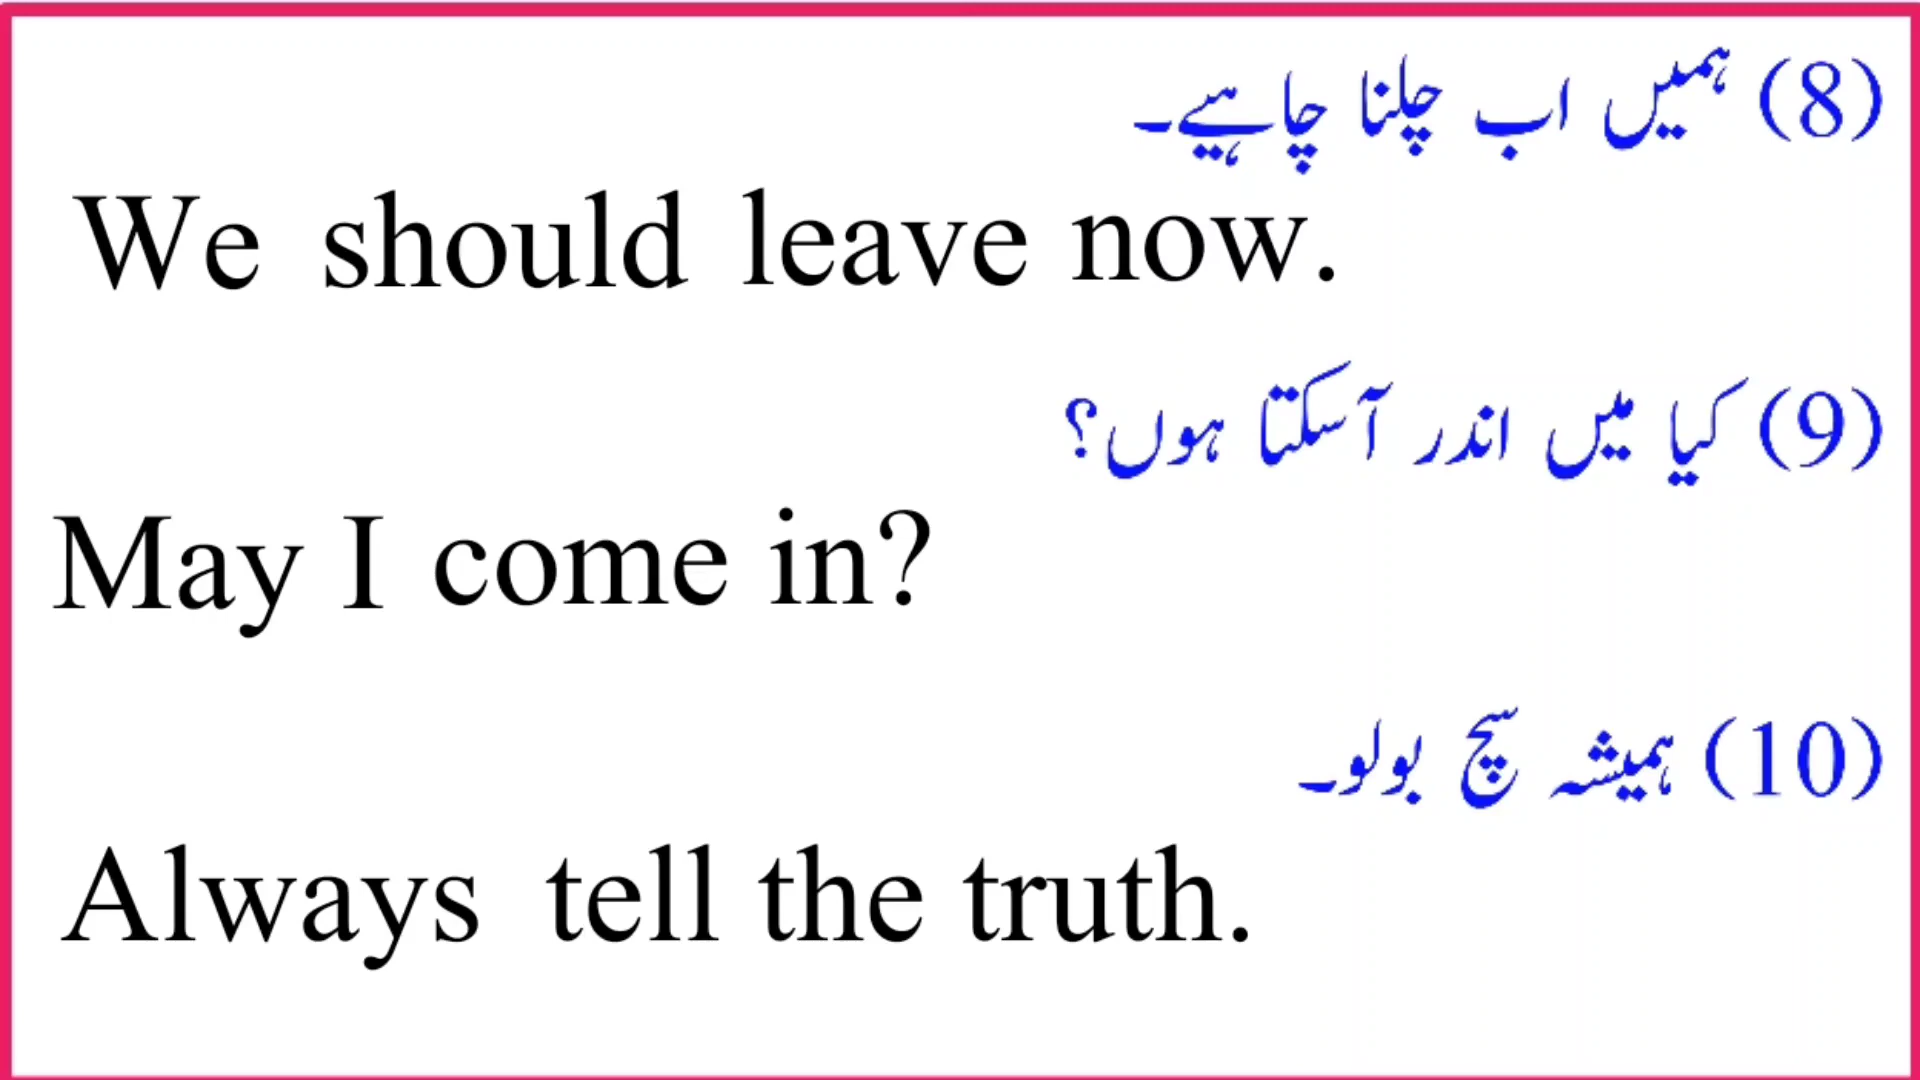 (8) ہمیں اب چلنا چاہیے۔
We should leave now.
(9) کیا میں اندر آسکتا ہوں؟
May I come in?
(10) ہمیشہ سچ بولو۔
Always tell the truth.